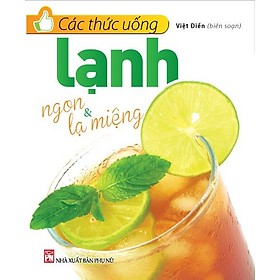 Các thức uống
Việt Diễn (biên soạn)
lạnh
ngon & lạ miệng
NHÀ XUẤT BẢN PHỤ NỮ